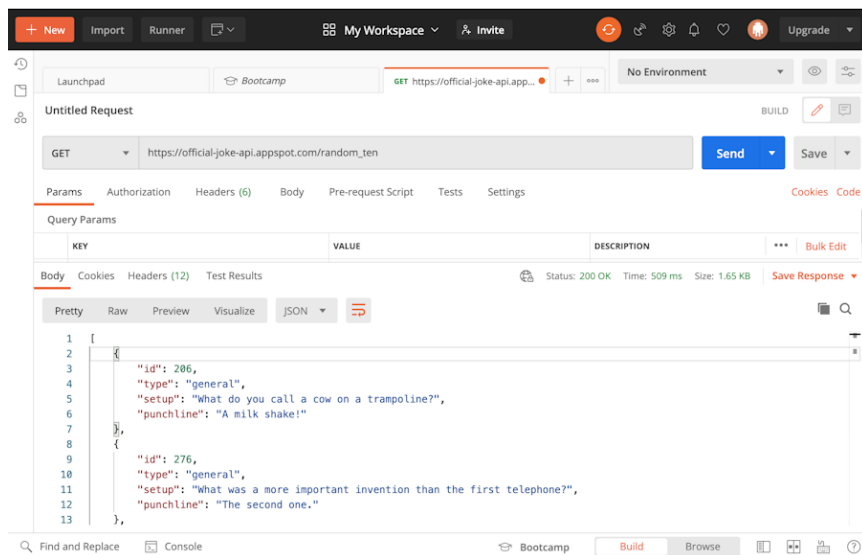 + New Import Runner My Workspace Invite Upgrade
Launchpad Bootcamp GET https://official-joke-api.app... No Environment
Untitled Request BUILD
GET https://official-joke-api.appspot.com/random_ten Send Save
Params Authorization Headers (6) Body Pre-request Script Tests Settings Cookies Code
Query Params
KEY VALUE DESCRIPTION ••• Bulk Edit
Body Cookies Headers (12) Test Results Status: 200 OK Time: 509 ms Size: 1.65 KB Save Response
Pretty Raw Preview Visualize JSON
1 [
2 {
3 "id": 206,
4 "type": "general",
5 "setup": "What do you call a cow on a trampoline?",
6 "punchline": "A milk shake!"
7 },
8 {
9 "id": 276,
10 "type": "general",
11 "setup": "What was a more important invention than the first telephone?",
12 "punchline": "The second one."
13 },
Find and Replace Console Bootcamp Build Browse